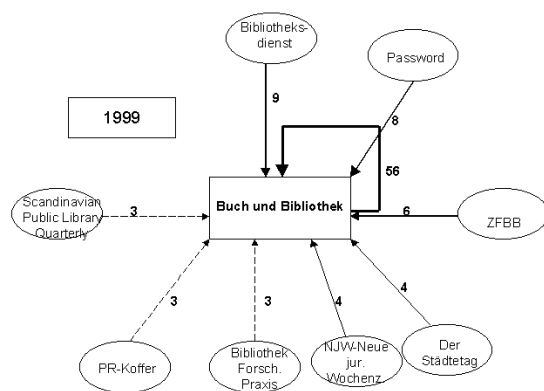 Bibliotheks-
dienst
Password
9
1999
8
56
Scandinavian
Public Library
Quarterly
3
Buch und Bibliothek
6
ZFBB
3
3
4
4
PR-Koffer
Bibliothek
Forsch.
Praxis
NJW-Neue
jur.
Wochenz
Der
Städtetag